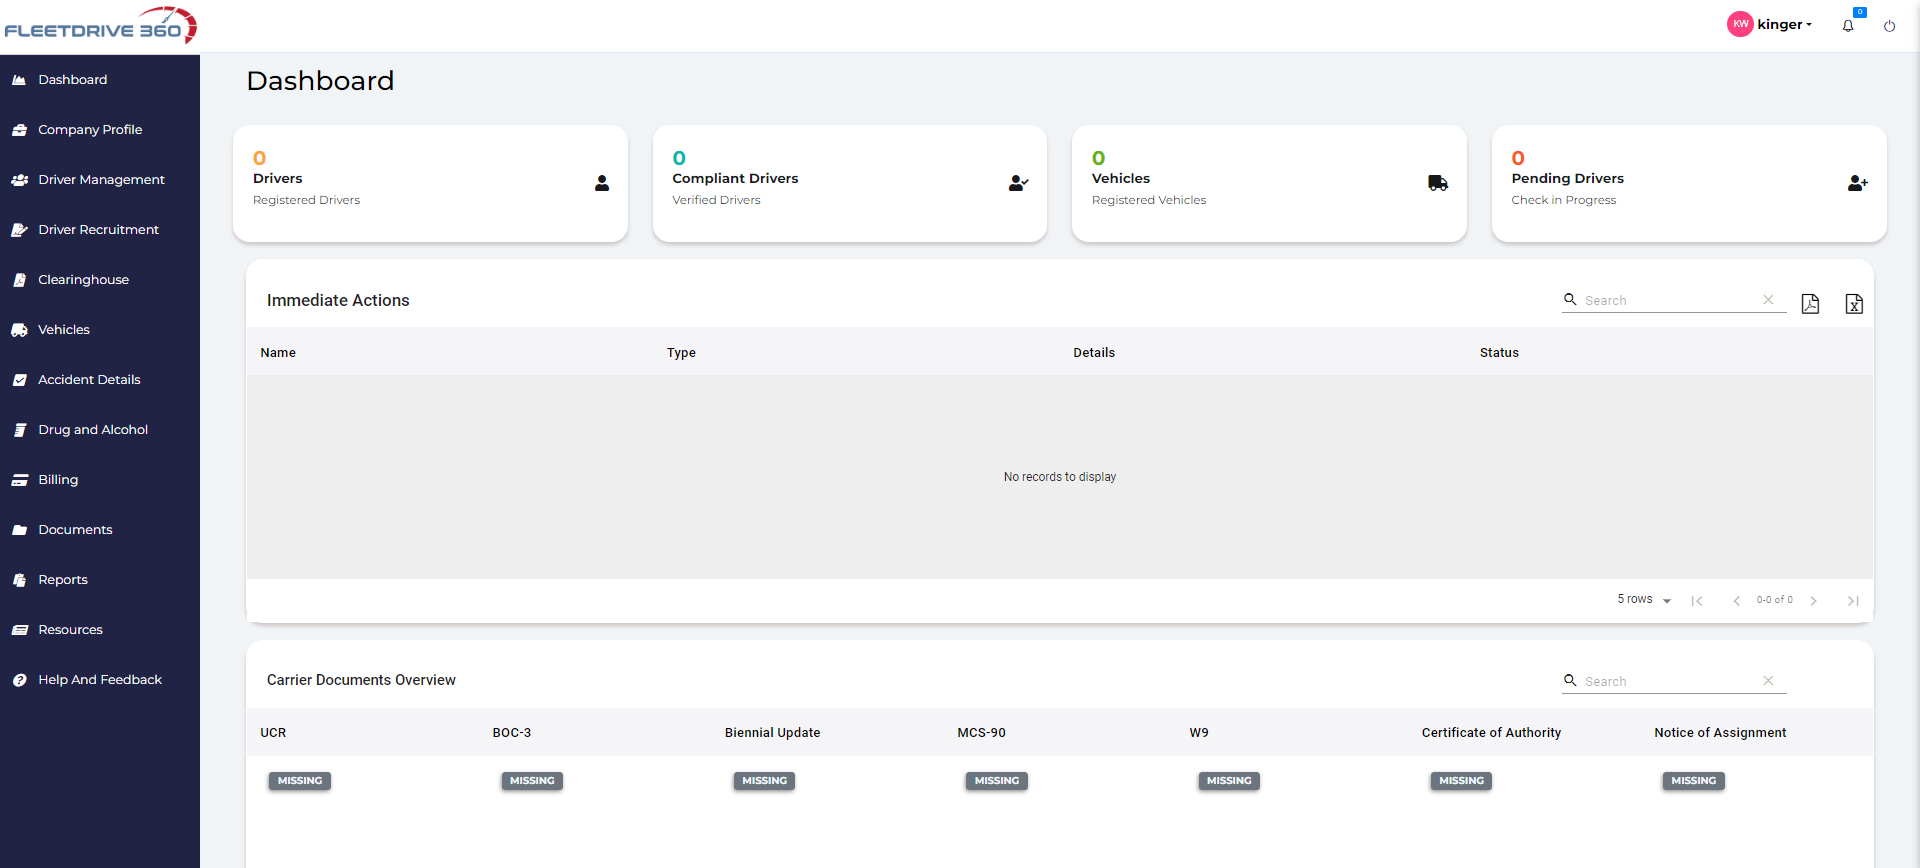 FLEETDRIVE 360
KW kinger
0
Dashboard
Company Profile
Driver Management
Driver Recruitment
Clearinghouse
Vehicles
Accident Details
Drug and Alcohol
Billing
Documents
Reports
Resources
Help And Feedback
Dashboard
0
Drivers
Registered Drivers
0
Compliant Drivers
Verified Drivers
0
Vehicles
Registered Vehicles
0
Pending Drivers
Check in Progress
Immediate Actions
Search
Name Type Details Status
No records to display
5 rows 0-0 of 0
Carrier Documents Overview
Search
UCR BOC-3 Biennial Update MCS-90 W9 Certificate of Authority Notice of Assignment
MISSING MISSING MISSING MISSING MISSING MISSING MISSING